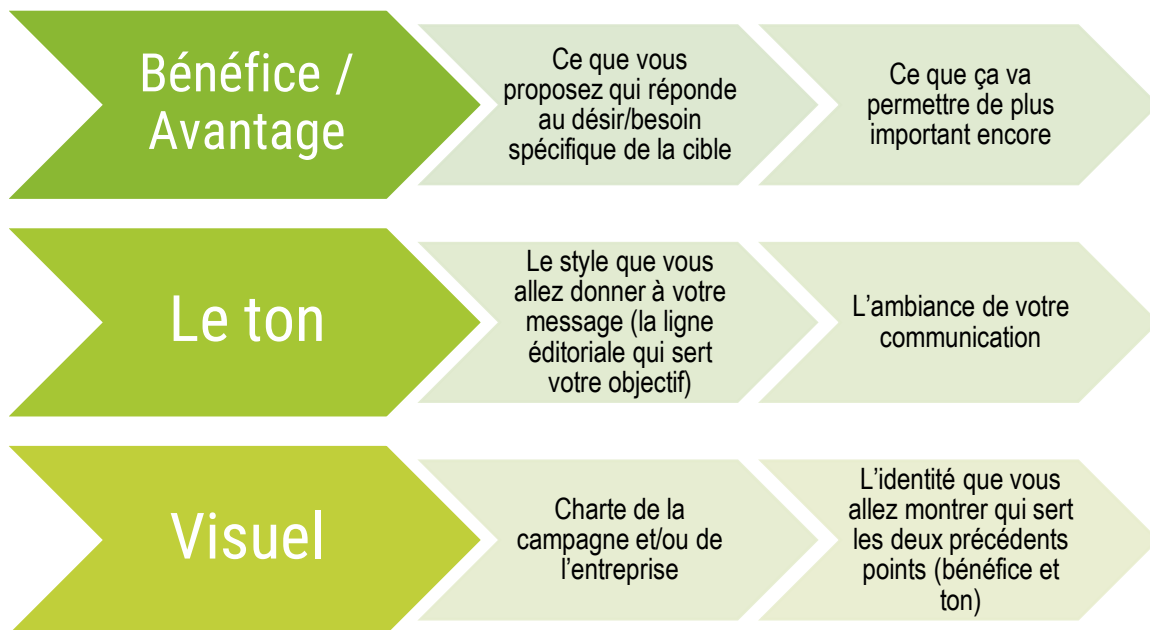 Bénéfice /
Avantage
Ce que vous
proposez qui réponde
au désir/besoin
spécifique de la cible
Ce que ça va
permettre de plus
important encore
Le ton
Le style que vous
allez donner à votre
message (la ligne
éditoriale qui sert
votre objectif)
L’ambiance de votre
communication
Visuel
Charte de la
campagne et/ou de
l’entreprise
L’identité que vous
allez montrer qui sert
les deux précédents
points (bénéfice et
ton)